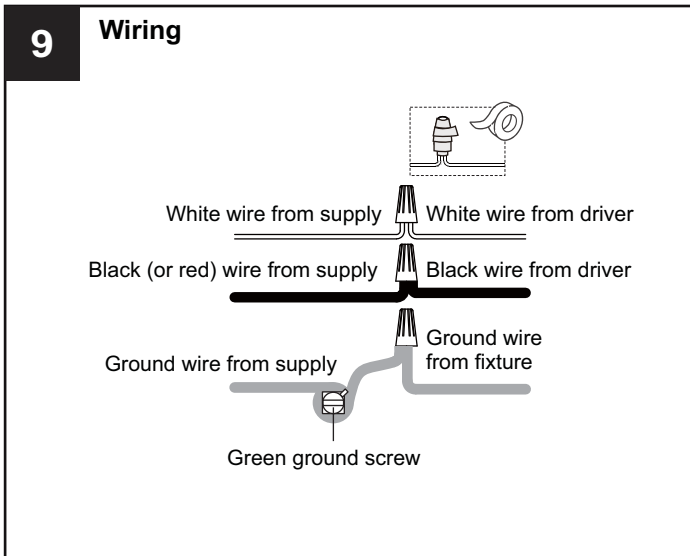 9
Wiring
White wire from supply
White wire from driver
Black (or red) wire from supply
Black wire from driver
Ground wire from supply
Ground wire
from fixture
Green ground screw